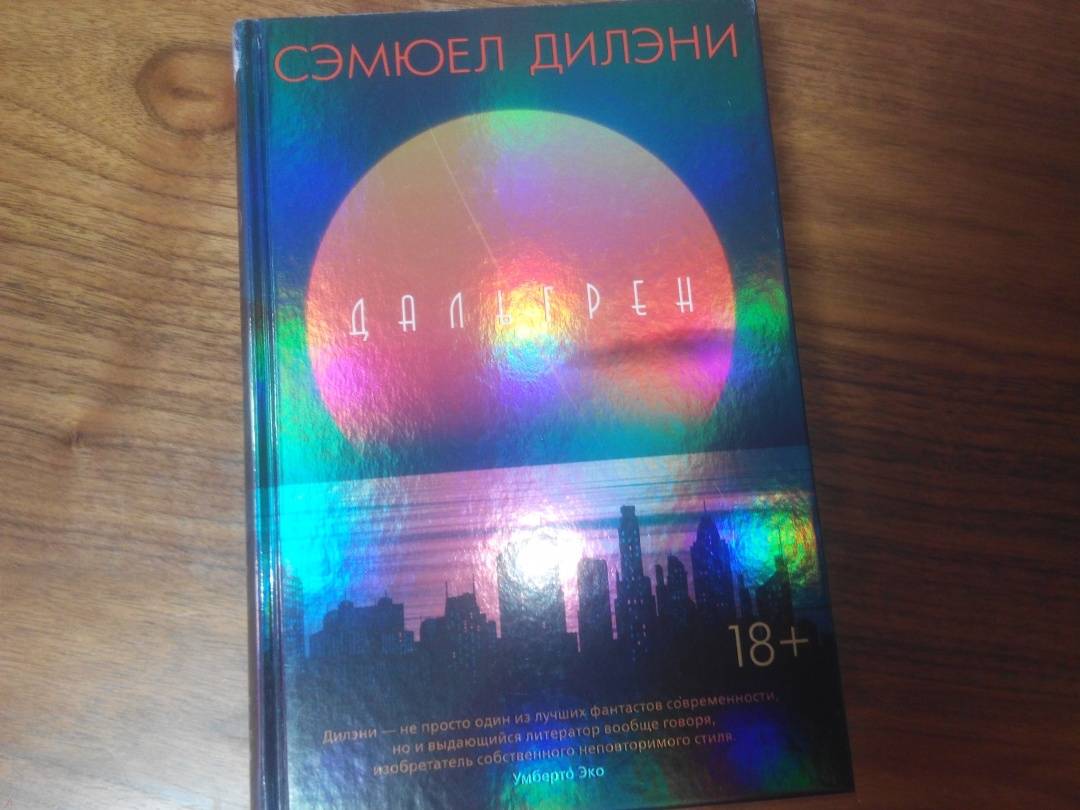 СЭМЮЕЛ ДИЛЭНИ
ДАЛЬГРЕН
18+
Дилэни — не просто один из лучших фантастов современности,
но и выдающийся литератор вообще говоря,
изобретатель собственного неповторимого стиля.
Умберто Эко